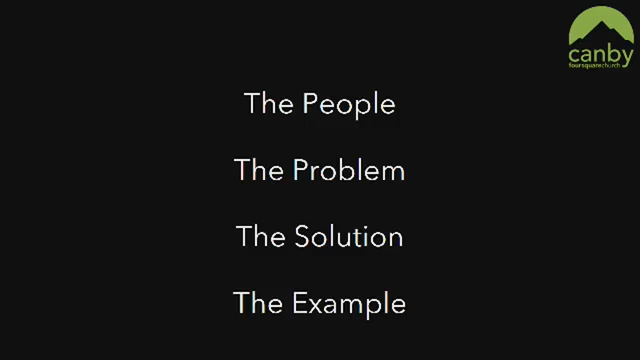 canby
foursquarechurch
The People
The Problem
The Solution
The Example